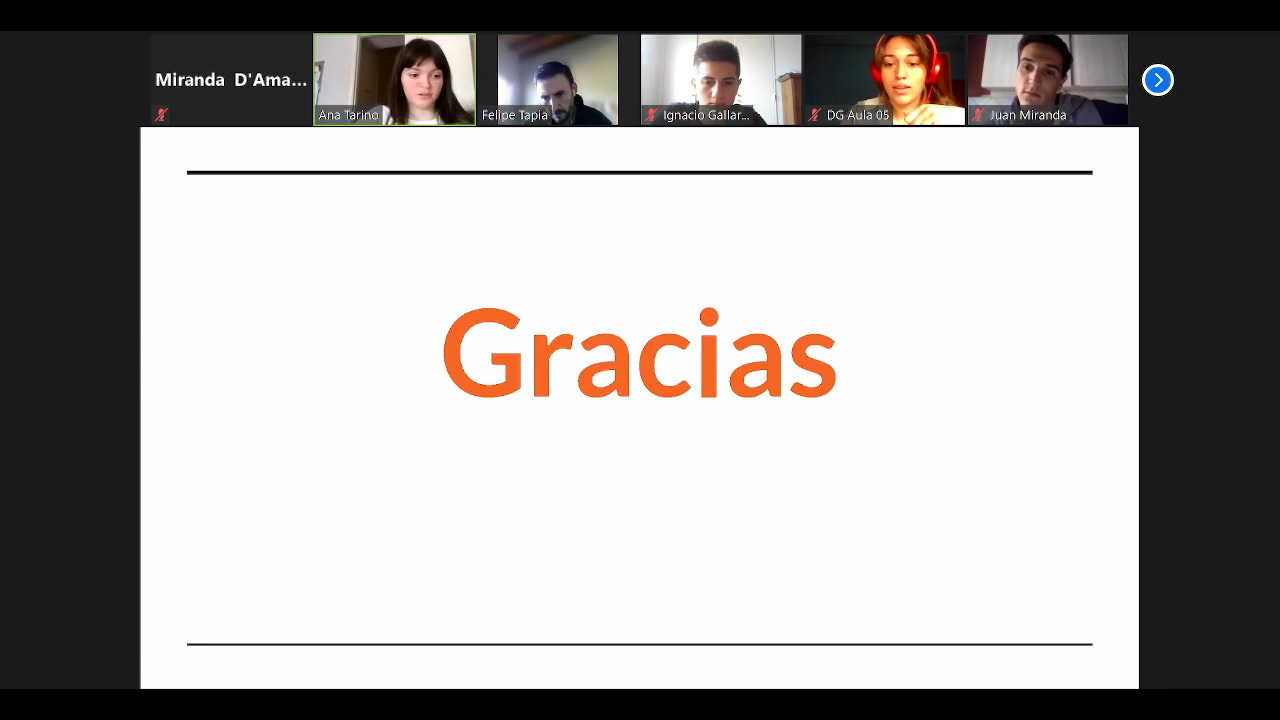 Miranda D'Ama...
Ana Tarino
Felipe Tapia
Ignacio Gallar...
DG Aula 05
Juan Miranda
Gracias